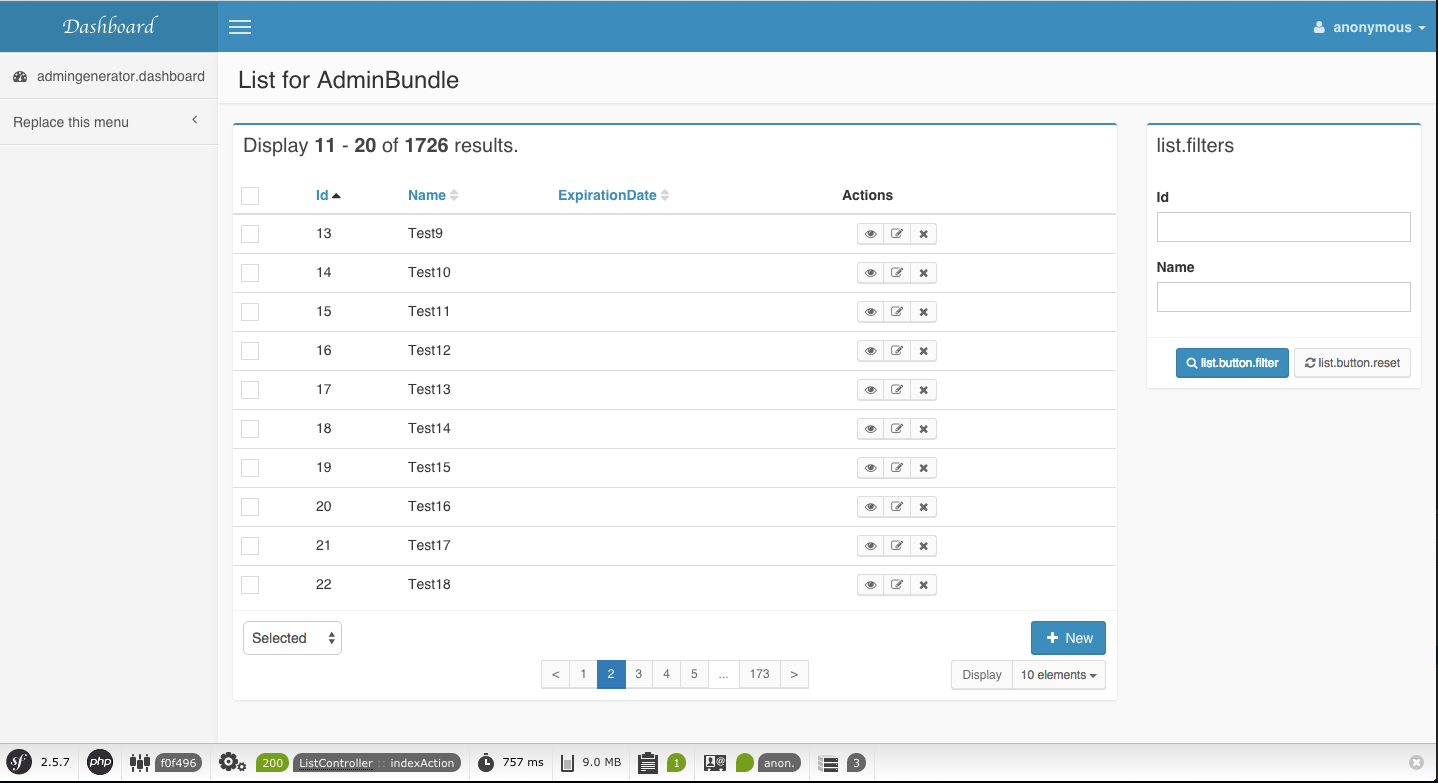 Dashboard
anonymous
admingenerator.dashboard
Replace this menu
List for AdminBundle
Display 11 - 20 of 1726 results.
Id Name ExpirationDate Actions
13 Test9
14 Test10
15 Test11
16 Test12
17 Test13
18 Test14
19 Test15
20 Test16
21 Test17
22 Test18
Selected
New
< 1 2 3 4 5 ... 173 >
Display 10 elements
list.filters
Id
Name
list.button.filter list.button.reset
sf 2.5.7 php f0f496 200 ListController :: indexAction 757 ms 9.0 MB 1 anon. 3